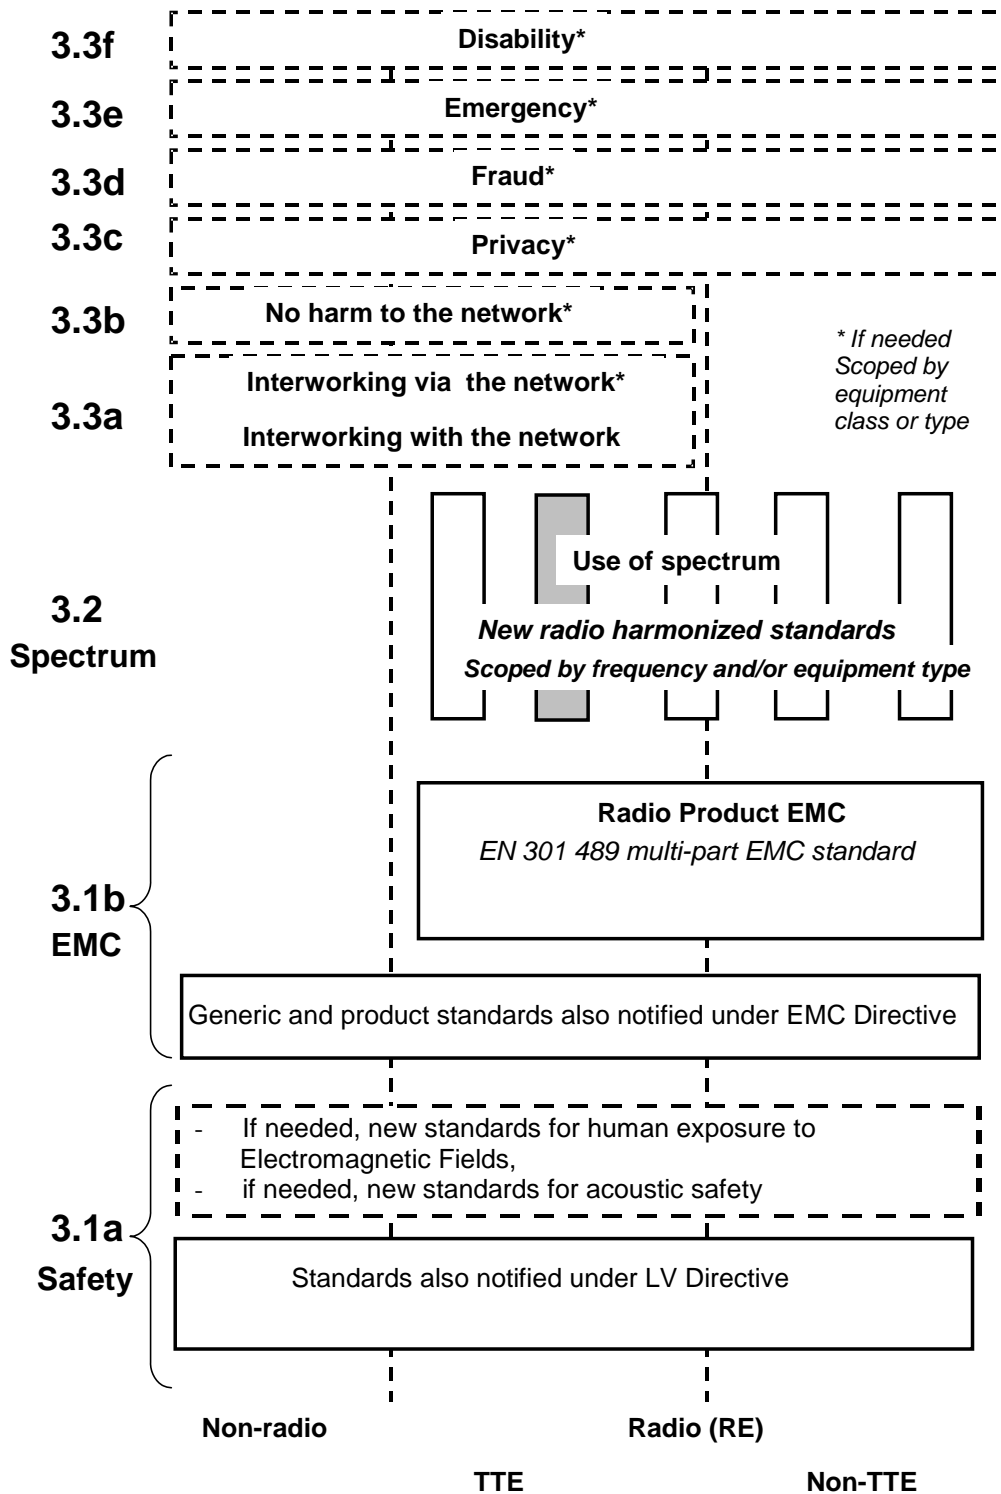 3.3f
Disability*
3.3e
Emergency*
3.3d
Fraud*
3.3c
Privacy*
3.3b
No harm to the network*
* If needed
Scoped by
equipment
class or type
3.3a
Interworking via the network*
Interworking with the network
3.2
Spectrum
Use of spectrum
New radio harmonized standards
Scoped by frequency and/or equipment type
3.1b
EMC
Radio Product EMC
EN 301 489 multi-part EMC standard
Generic and product standards also notified under EMC Directive
3.1a
Safety
- If needed, new standards for human exposure to
Electromagnetic Fields,
- if needed, new standards for acoustic safety
Standards also notified under LV Directive
Non-radio
Radio (RE)
TTE
Non-TTE